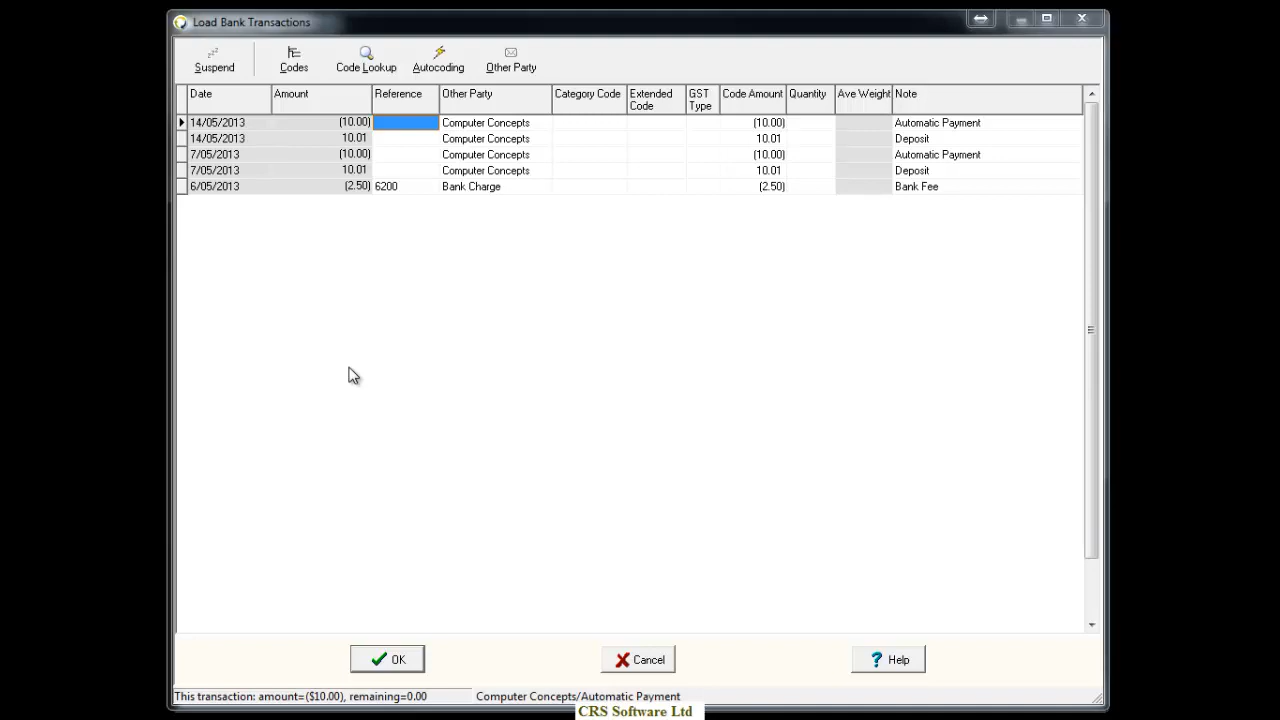 Load Bank Transactions
Suspend Codes Code Lookup Autocoding Other Party
Date Amount Reference Other Party Category Code Extended Code GST Type Code Amount Quantity Ave Weight Note
14/05/2013 (10.00) Computer Concepts (10.00) Automatic Payment
14/05/2013 10.01 Computer Concepts 10.01 Deposit
7/05/2013 (10.00) Computer Concepts (10.00) Automatic Payment
7/05/2013 10.01 Computer Concepts 10.01 Deposit
6/05/2013 (2.50) 6200 Bank Charge (2.50) Bank Fee
OK Cancel ? Help
This transaction: amount=($10.00), remaining=0.00 Computer Concepts/Automatic Payment
CRS Software Ltd